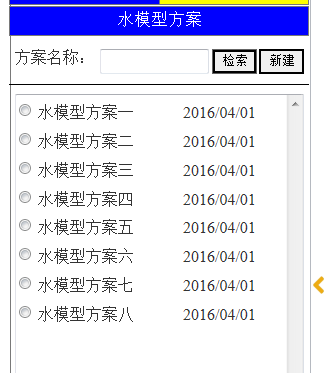 水模型方案
方案名称： 检索 新建
水模型方案一 2016/04/01
水模型方案二 2016/04/01
水模型方案三 2016/04/01
水模型方案四 2016/04/01
水模型方案五 2016/04/01
水模型方案六 2016/04/01
水模型方案七 2016/04/01
水模型方案八 2016/04/01